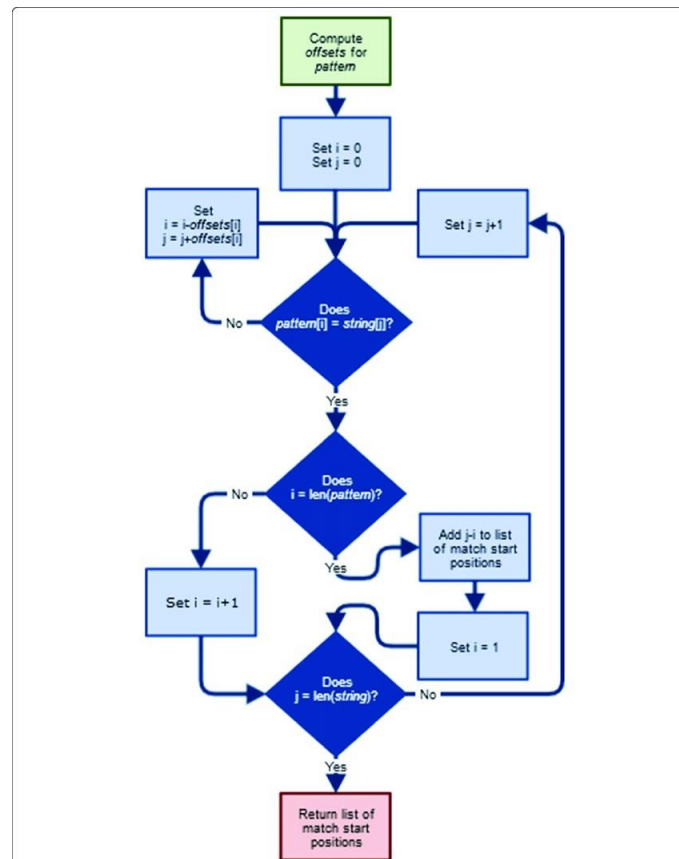 Compute
offsets for
pattern
Set i = 0
Set j = 0
Set
i = i-offsets[i]
j = j+offsets[i]
Set j = j+1
Does
pattern[i] = string[j]?
No
Yes
Does
i = len(pattern)?
No
Yes
Add j-i to list
of match start
positions
Set i = i+1
Set i = 1
Does
j = len(string)?
No
Yes
Return list of
match start
positions